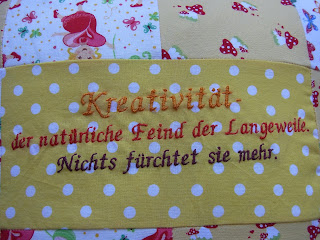 Kreativität-
der natürliche Feind der Langeweile.
Nichts fürchtet sie mehr.